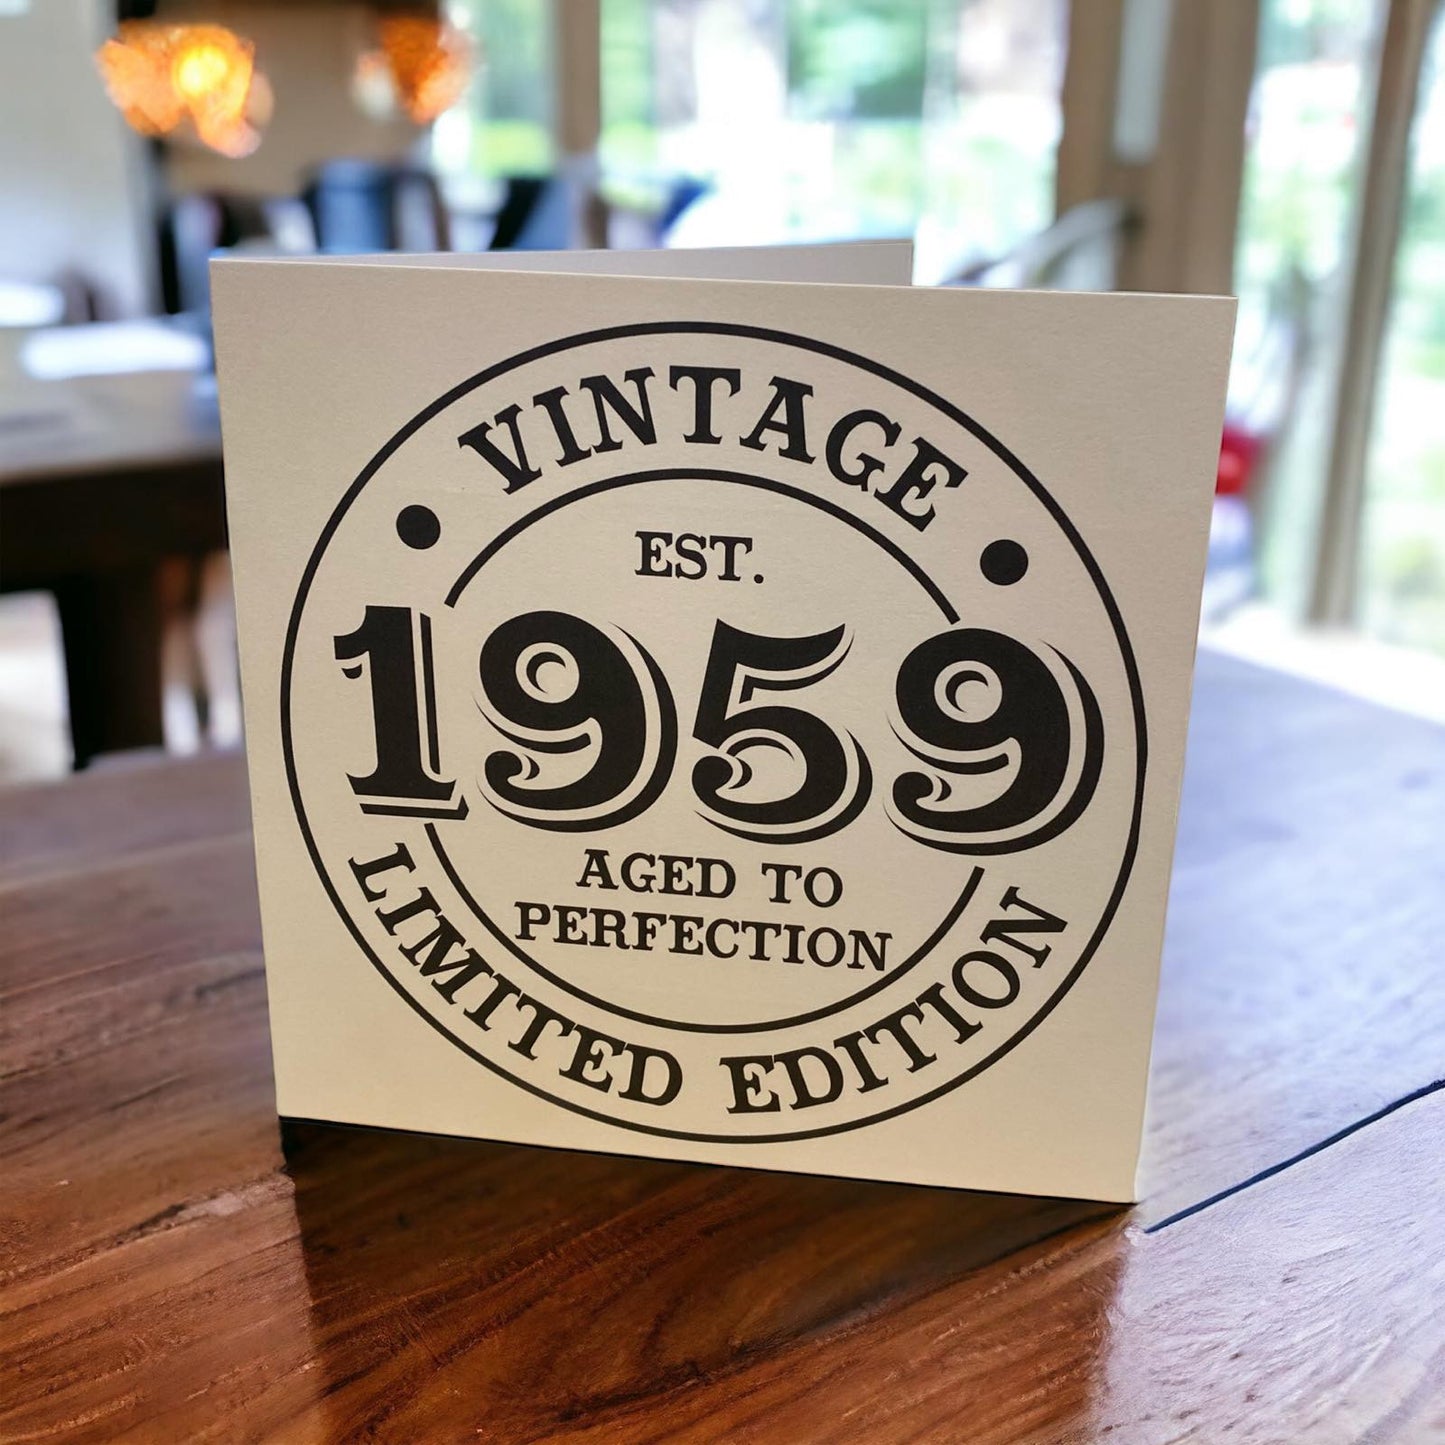 VINTAGE
EST.
1959
AGED TO
PERFECTION
LIMITED EDITION